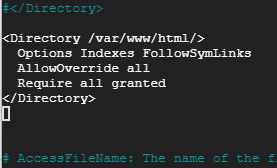 #</Directory>
<Directory /var/www/html/>
Options Indexes FollowSymLinks
AllowOverride all
Require all granted
</Directory>
# AccessFileName: The name of the f